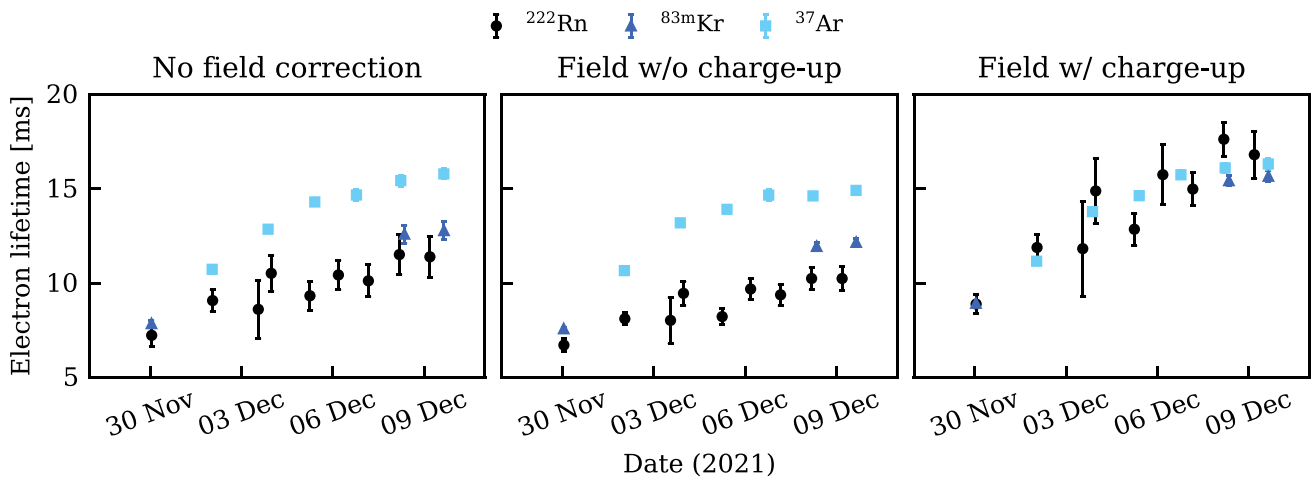 ²²²Rn ⁸³ᵐKr ³⁷Ar
No field correction Field w/o charge-up Field w/ charge-up
Electron lifetime [ms]
20
15
10
5
30 Nov 03 Dec 06 Dec 09 Dec 30 Nov 03 Dec 06 Dec 09 Dec 30 Nov 03 Dec 06 Dec 09 Dec
Date (2021)